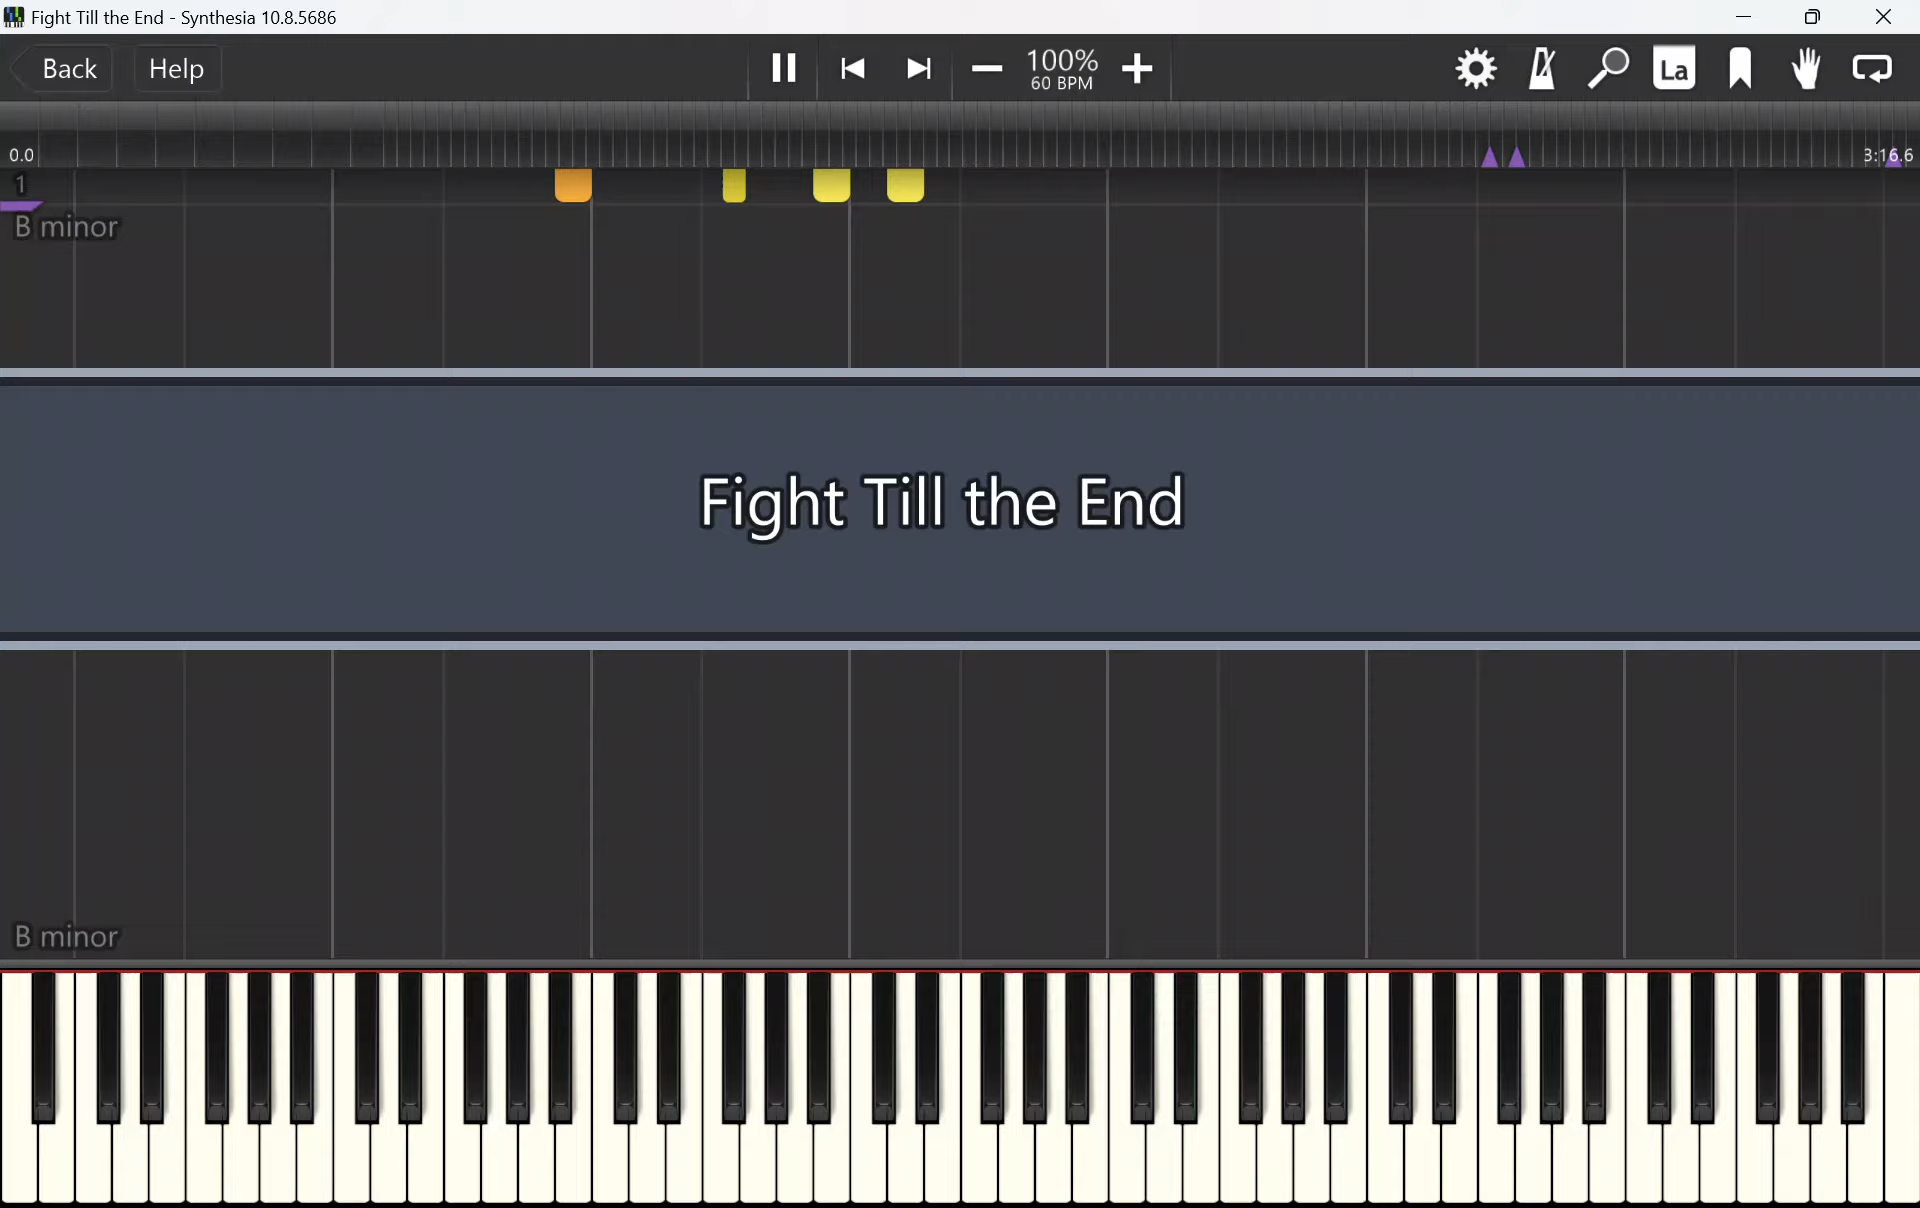 Fight Till the End - Synthesia 10.8.5686
Back
Help
100%
60 BPM
La
0.0
3:16.6
1
B minor
Fight Till the End
B minor